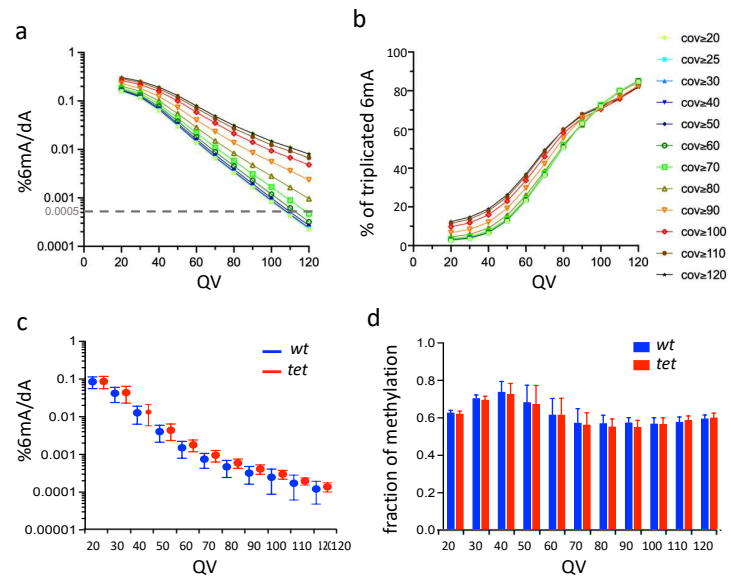 a
%6mA/dA
1
0.1
0.01
0.001
0.0005
0.0001
0 20 40 60 80 100 120
QV
b
% of triplicated 6mA
100
80
60
40
20
0
0 20 40 60 80 100 120
QV
cov≥20
cov≥25
cov≥30
cov≥40
cov≥50
cov≥60
cov≥70
cov≥80
cov≥90
cov≥100
cov≥110
cov≥120
c
%6mA/dA
1
0.1
0.01
0.001
0.0001
0.00001
20 30 40 50 60 70 80 90 100 110 120
QV
wt
tet
d
fraction of methylation
1.0
0.8
0.6
0.4
0.2
0.0
20 30 40 50 60 70 80 90 100 110 120
QV
wt
tet